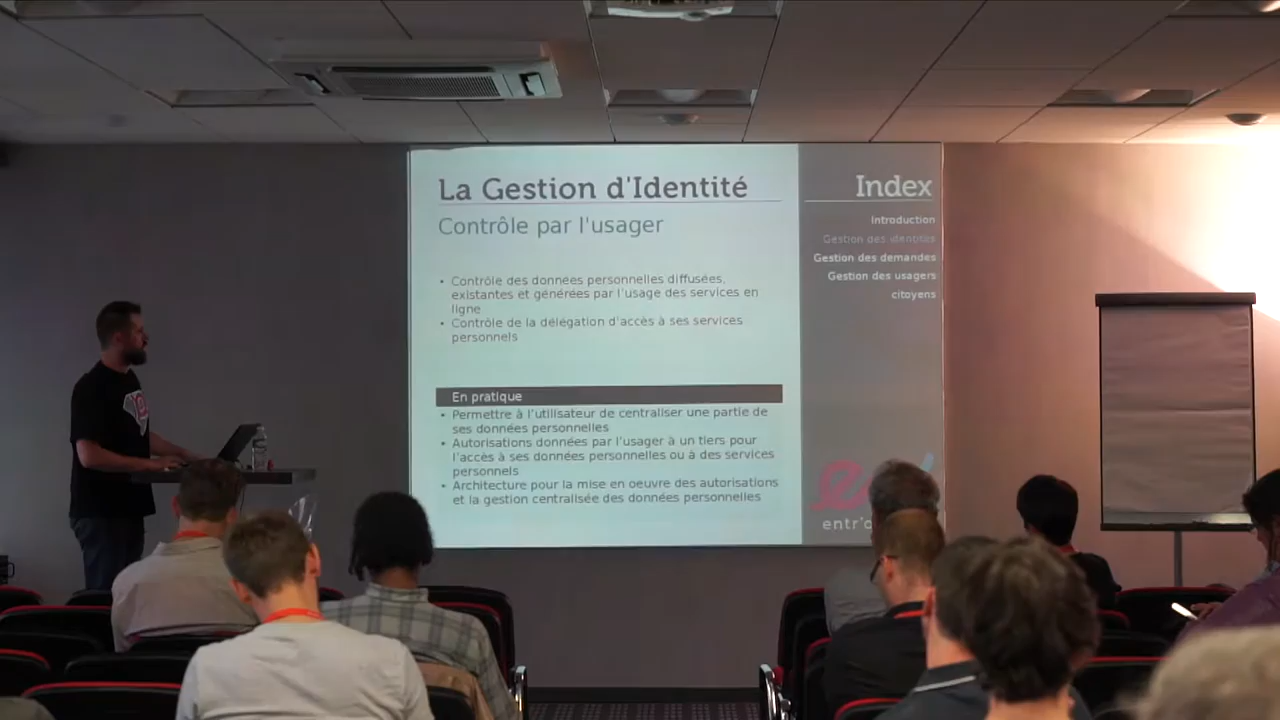 La Gestion d'Identité
Contrôle par l'usager
• Contrôle des données personnelles diffusées,
existantes et générées par l'usage des services en
ligne
• Contrôle de la délégation d'accès à ses services
personnels
En pratique
• Permettre à l'utilisateur de centraliser une partie de
ses données personnelles
• Autorisations données par l'usager à un tiers pour
l'accès à ses données personnelles ou à des services
personnels
• Architecture pour la mise en oeuvre des autorisations
et la gestion centralisée des données personnelles
Index
Introduction
Gestion des identités
Gestion des demandes
Gestion des usagers
citoyens
e
entr'o